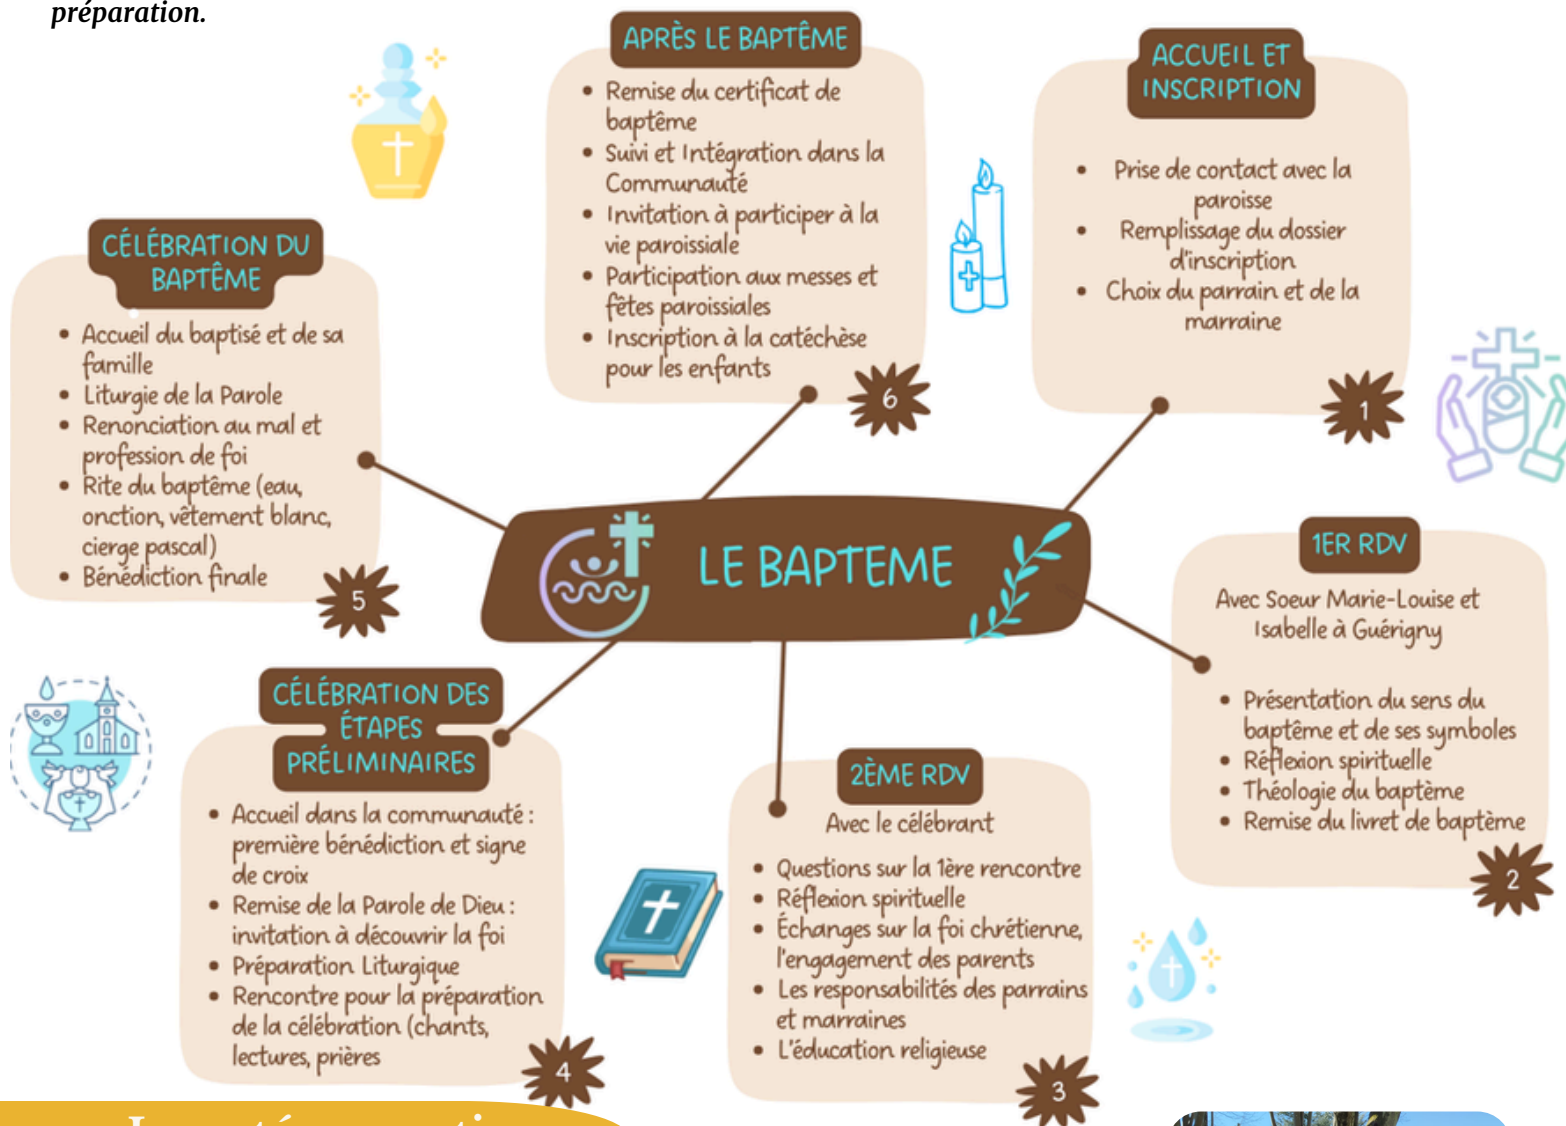 préparation.
APRÈS LE BAPTÊME
Remise du certificat de
baptême
Suivi et Intégration dans la
Communauté
Invitation à participer à la
vie paroissiale
Participation aux messes et
fêtes paroissiales
Inscription à la catéchèse
pour les enfants
6
ACCUEIL ET
INSCRIPTION
Prise de contact avec la
paroisse
Remplissage du dossier
d'inscription
Choix du parrain et de la
marraine
1
CÉLÉBRATION DU
BAPTÊME
Accueil du baptisé et de sa
famille
Liturgie de la Parole
Renonciation au mal et
profession de foi
Rite du baptême (eau,
onction, vêtement blanc,
cierge pascal)
Bénédiction finale
5
LE BAPTEME
1ER RDV
Avec Soeur Marie-Louise et
Isabelle à Guérigny
Présentation du sens du
baptême et de ses symboles
Réflexion spirituelle
Théologie du baptême
Remise du livret de baptême
2
CÉLÉBRATION DES
ÉTAPES
PRÉLIMINAIRES
Accueil dans la communauté :
première bénédiction et signe
de croix
Remise de la Parole de Dieu :
invitation à découvrir la foi
Préparation Liturgique
Rencontre pour la préparation
de la célébration (chants,
lectures, prières
4
2ÈME RDV
Avec le célébrant
Questions sur la 1ère rencontre
Réflexion spirituelle
Échanges sur la foi chrétienne,
l'engagement des parents
Les responsabilités des parrains
et marraines
L'éducation religieuse
3